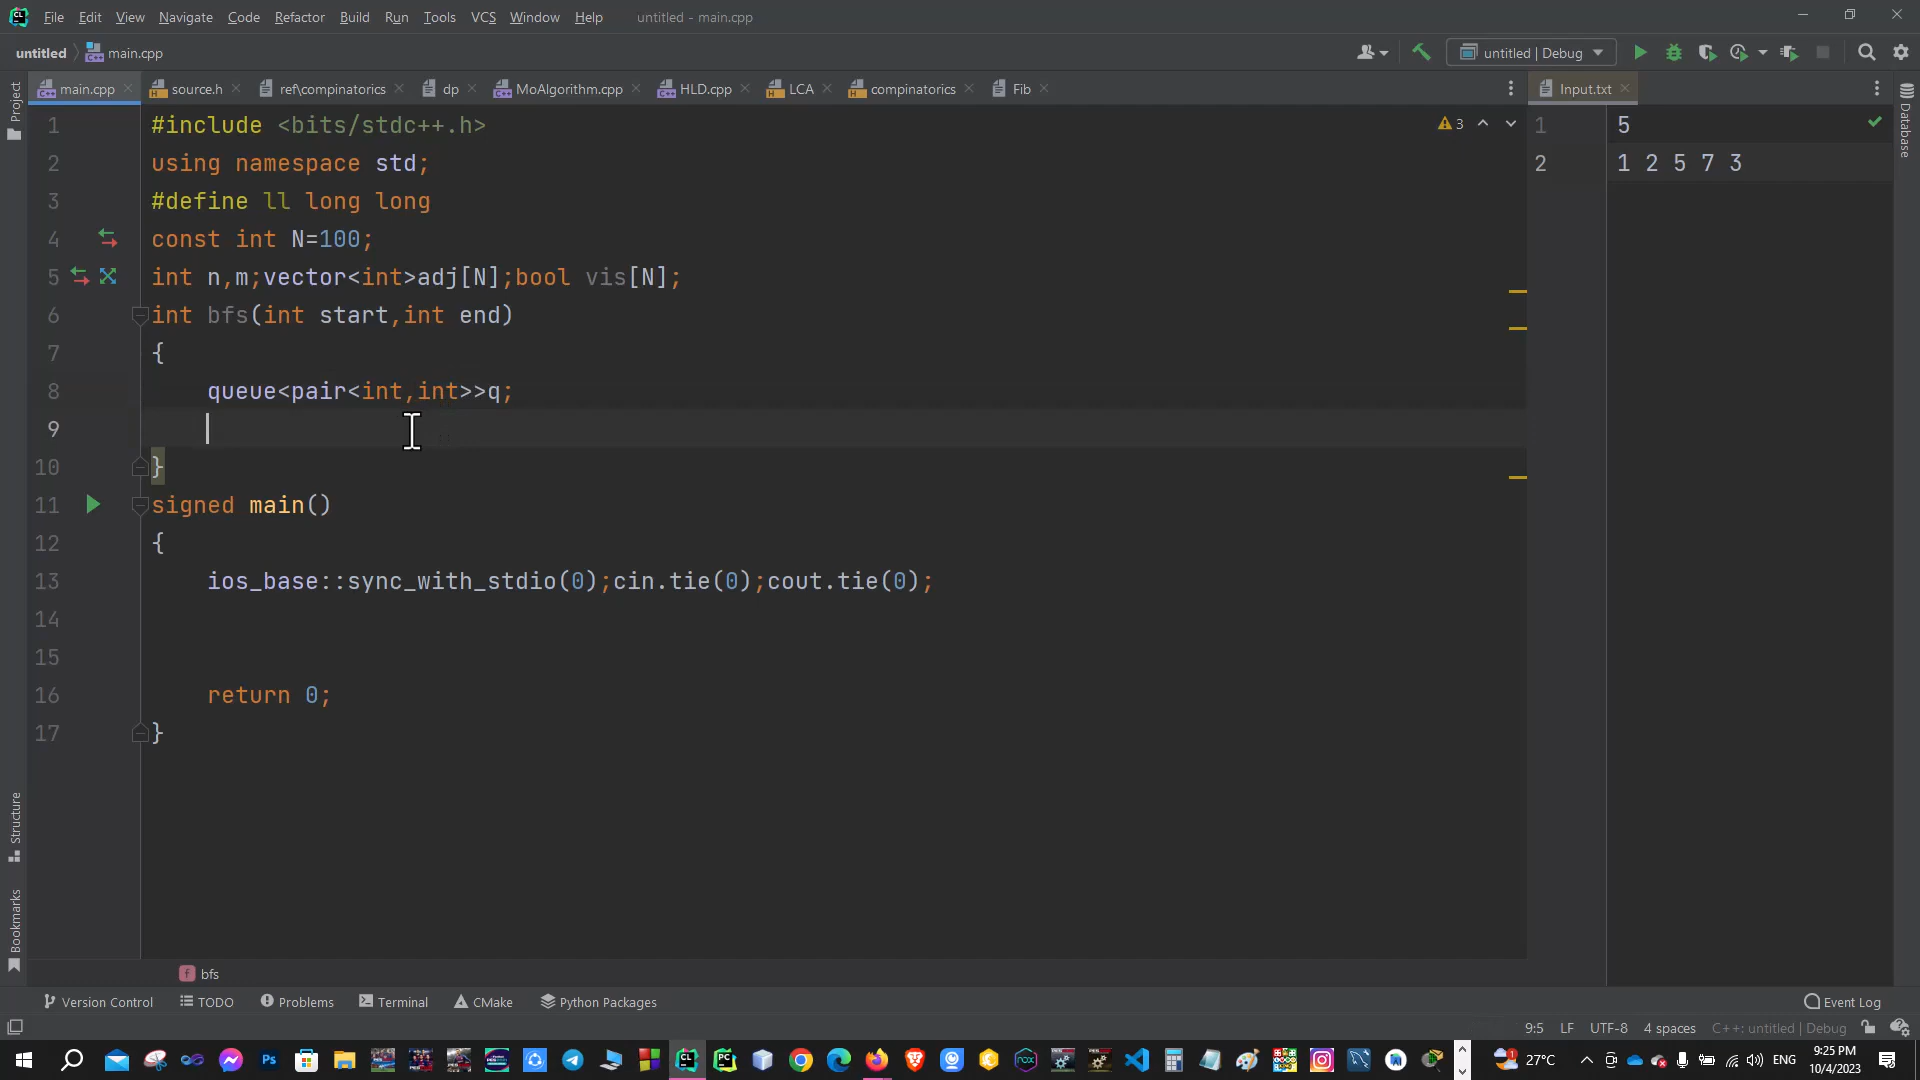 File Edit View Navigate Code Refactor Build Run Tools VCS Window Help untitled - main.cpp
untitled main.cpp untitled | Debug
main.cpp source.h ref\compinatorics dp MoAlgorithm.cpp HLD.cpp LCA compinatorics Fib Input.txt
Project
Database
Structure
Bookmarks
1 #include <bits/stdc++.h>
2 using namespace std;
3 #define ll long long
4 const int N=100;
5 int n,m;vector<int>adj[N];bool vis[N];
6 int bfs(int start,int end)
7 {
8 queue<pair<int,int>>q;
9
10 }
11 signed main()
12 {
13 ios_base::sync_with_stdio(0);cin.tie(0);cout.tie(0);
14
15
16 return 0;
17 }
3
1 5
2 1 2 5 7 3
bfs
Version Control TODO Problems Terminal CMake Python Packages Event Log
9:5 LF UTF-8 4 spaces C++: untitled | Debug
27°C ENG 9:25 PM
10/4/2023